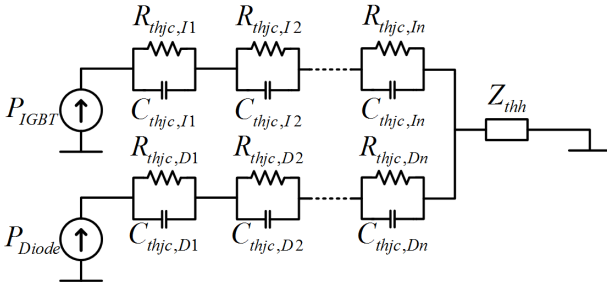 R_thjc,I1 R_thjc,I2 R_thjc,In
P_IGBT C_thjc,I1 C_thjc,I2 C_thjc,In Z_thh
R_thjc,D1 R_thjc,D2 R_thjc,Dn
P_Diode C_thjc,D1 C_thjc,D2 C_thjc,Dn